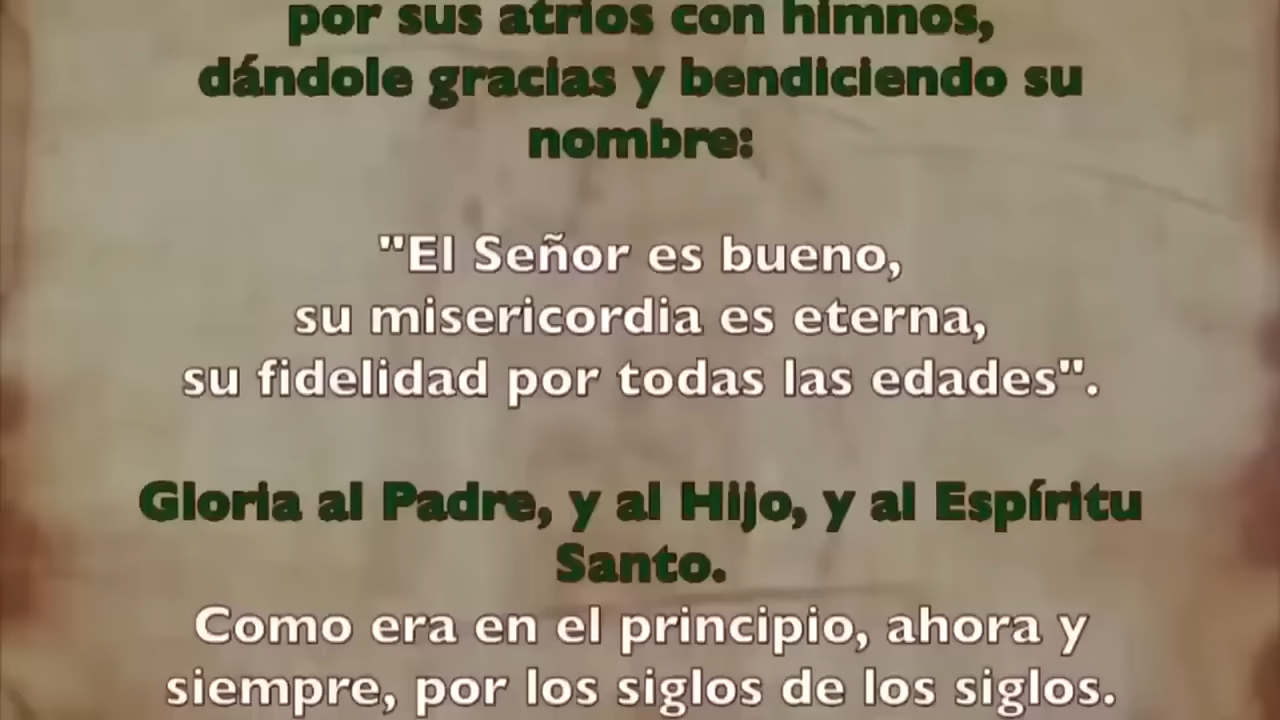 por sus atrios con himnos,
dándole gracias y bendiciendo su
nombre:
"El Señor es bueno,
su misericordia es eterna,
su fidelidad por todas las edades".
Gloria al Padre, y al Hijo, y al Espíritu
Santo.
Como era en el principio, ahora y
siempre, por los siglos de los siglos.